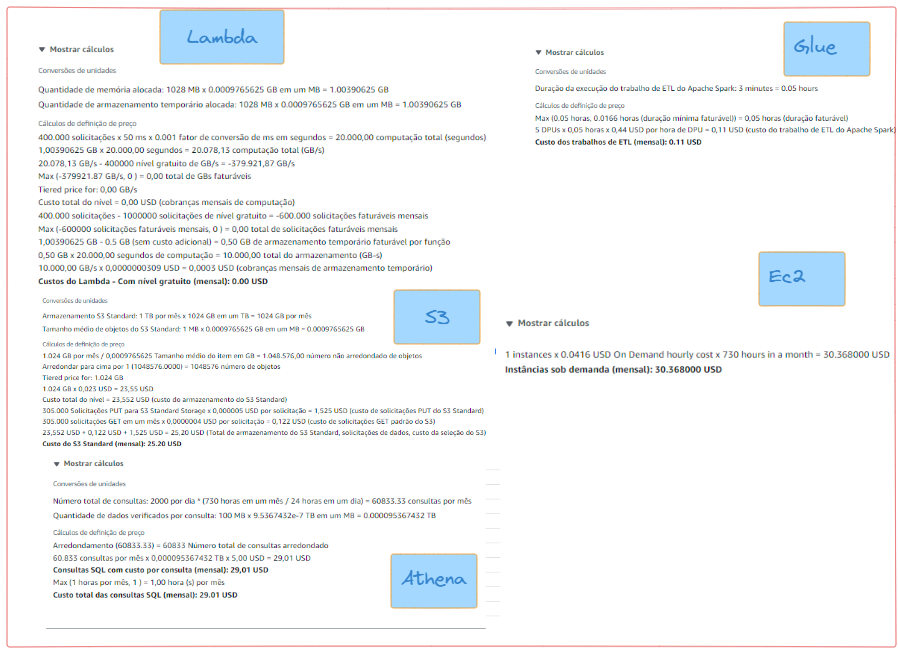 Lambda
▼ Mostrar cálculos
Conversões de unidades
Quantidade de memória alocada: 1028 MB x 0.0009765625 GB em um MB = 1.00390625 GB
Quantidade de armazenamento temporário alocada: 1028 MB x 0.0009765625 GB em um MB = 1.00390625 GB
Cálculos de definição de preço
400.000 solicitações x 50 ms x 0.001 fator de conversão de ms em segundos = 20.000,00 computação total (segundos)
1,00390625 GB x 20.000,00 segundos = 20.078,13 computação total (GB/s)
20.078,13 GB/s - 400000 nível gratuito de GB/s = -379.921,87 GB/s
Max (-379921.87 GB/s, 0 ) = 0,00 total de GBs faturáveis
Tiered price for: 0,00 GB/s
Custo total do nível = 0,00 USD (cobranças mensais de computação)
400.000 solicitações - 1000000 solicitações de nível gratuito = -600.000 solicitações faturáveis mensais
Max (-600000 solicitações faturáveis mensais, 0 ) = 0,00 total de solicitações faturáveis mensais
1,00390625 GB - 0.5 GB (sem custo adicional) = 0,50 GB de armazenamento temporário faturável por função
0,50 GB x 20.000,00 segundos de computação = 10.000,00 total do armazenamento (GB-s)
10.000,00 GB/s x 0,0000000309 USD = 0,0003 USD (cobranças mensais de armazenamento temporário)
Custos do Lambda - Com nível gratuito (mensal): 0.00 USD
S3
Conversões de unidades
Armazenamento S3 Standard: 1 TB por mês x 1024 GB em um TB = 1024 GB por mês
Tamanho médio de objetos do S3 Standard: 1 MB x 0.0009765625 GB em um MB = 0.0009765625 GB
Cálculos de definição de preço
1.024 GB por mês / 0,0009765625 Tamanho médio do item em GB = 1.048.576,00 número não arredondado de objetos
Arredondar para cima por 1 (1048576.0000) = 1048576 número de objetos
Tiered price for: 1.024 GB
1.024 GB x 0,023 USD = 23,55 USD
Custo total do nível = 23,552 USD (custo do armazenamento do S3 Standard)
305.000 Solicitações PUT para S3 Standard Storage x 0,000005 USD por solicitação = 1,525 USD (custo de solicitações PUT do S3 Standard)
305.000 solicitações GET em um mês x 0,0000004 USD por solicitação = 0,122 USD (custo de solicitações GET padrão do S3)
23,552 USD + 0,122 USD + 1,525 USD = 25,20 USD (Total de armazenamento do S3 Standard, solicitações de dados, custo da seleção do S3)
Custo do S3 Standard (mensal): 25.20 USD
▼ Mostrar cálculos
Conversões de unidades
Número total de consultas: 2000 por dia * (730 horas em um mês / 24 horas em um dia) = 60833.33 consultas por mês
Quantidade de dados verificados por consulta: 100 MB x 9.5367432e-7 TB em um MB = 0.000095367432 TB
Cálculos de definição de preço
Arredondamento (60833.33) = 60833 Número total de consultas arredondado
60.833 consultas por mês x 0,000095367432 TB x 5,00 USD = 29,01 USD
Consultas SQL com custo por consulta (mensal): 29,01 USD
Max (1 horas por mês, 1 ) = 1,00 hora (s) por mês
Custo total das consultas SQL (mensal): 29.01 USD
Athena
Glue
▼ Mostrar cálculos
Conversões de unidades
Duração da execução do trabalho de ETL do Apache Spark: 3 minutes = 0.05 hours
Cálculos de definição de preço
Max (0.05 horas, 0.0166 horas (duração mínima faturável)) = 0.05 horas (duração faturável)
5 DPUs x 0,05 horas x 0,44 USD por hora de DPU = 0,11 USD (custo do trabalho de ETL do Apache Spark)
Custo dos trabalhos de ETL (mensal): 0.11 USD
Ec2
▼ Mostrar cálculos
1 instances x 0.0416 USD On Demand hourly cost x 730 hours in a month = 30.368000 USD
Instâncias sob demanda (mensal): 30.368000 USD